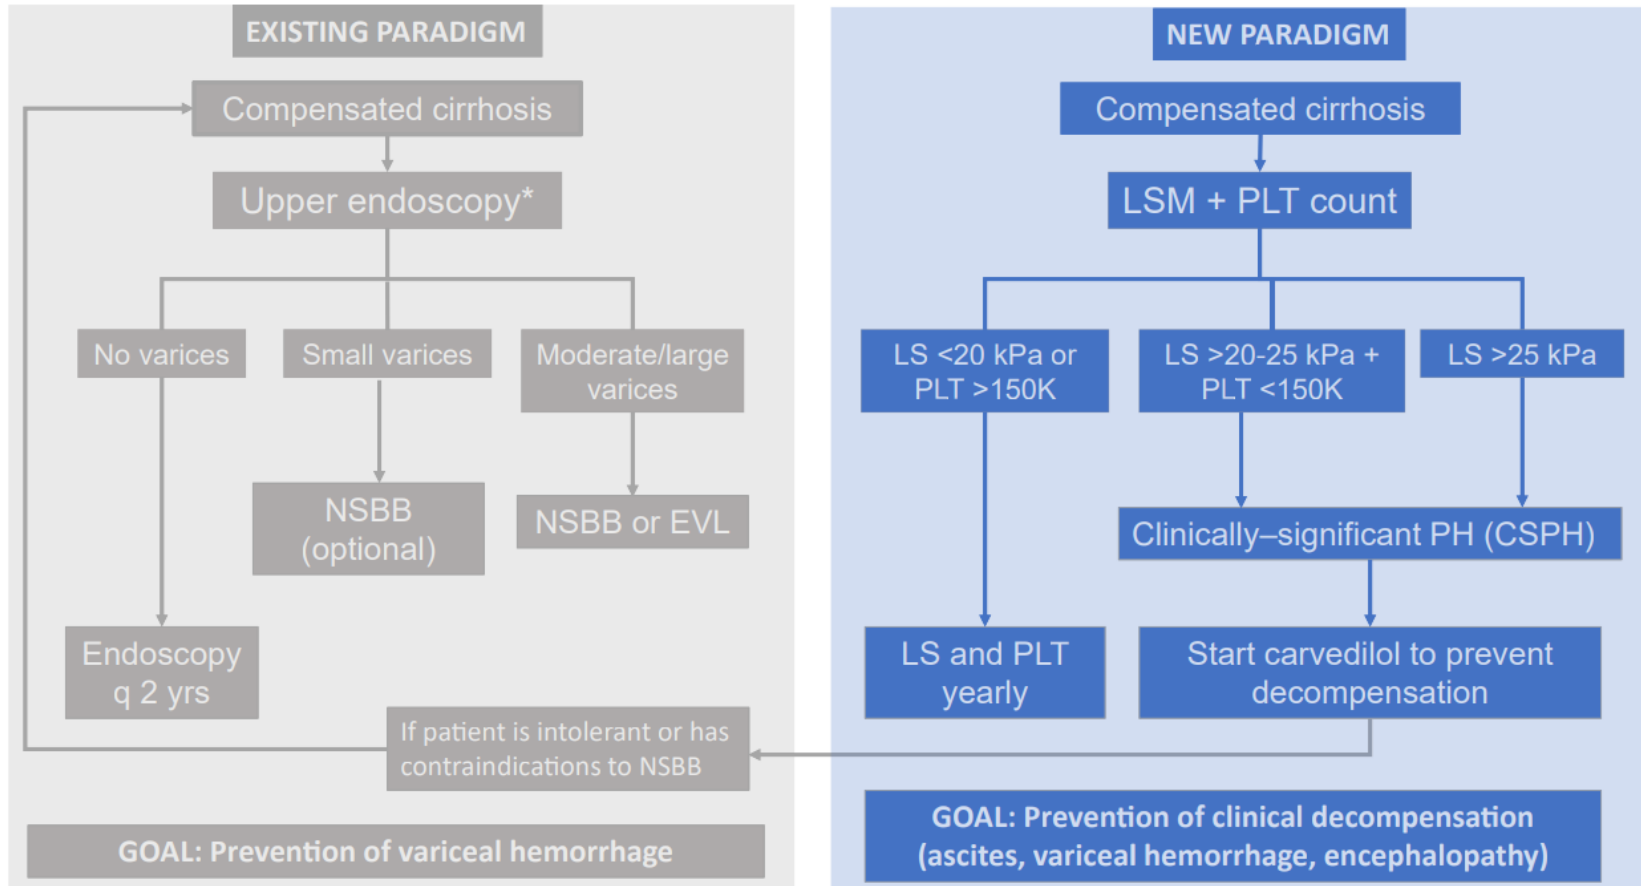 EXISTING PARADIGM
Compensated cirrhosis
Upper endoscopy*
No varices
Small varices
Moderate/large
varices
NSBB
(optional)
NSBB or EVL
Endoscopy
q 2 yrs
If patient is intolerant or has
contraindications to NSBB
GOAL: Prevention of variceal hemorrhage
NEW PARADIGM
Compensated cirrhosis
LSM + PLT count
LS <20 kPa or
PLT >150K
LS >20-25 kPa +
PLT <150K
LS >25 kPa
Clinically–significant PH (CSPH)
LS and PLT
yearly
Start carvedilol to prevent
decompensation
GOAL: Prevention of clinical decompensation
(ascites, variceal hemorrhage, encephalopathy)